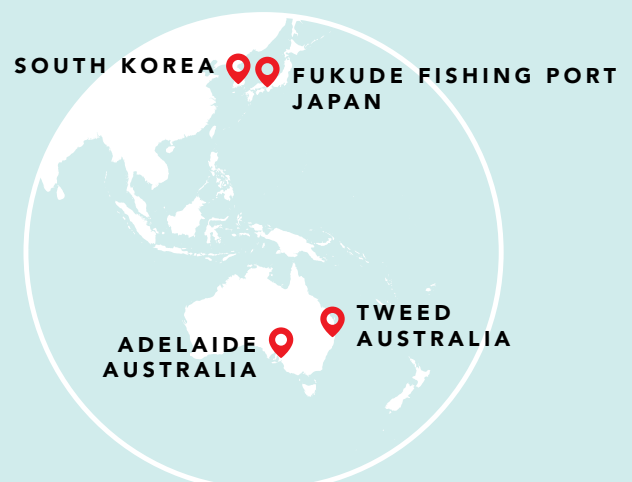 SOUTH KOREA
FUKUDE FISHING PORT
JAPAN
TWEED
AUSTRALIA
ADELAIDE
AUSTRALIA